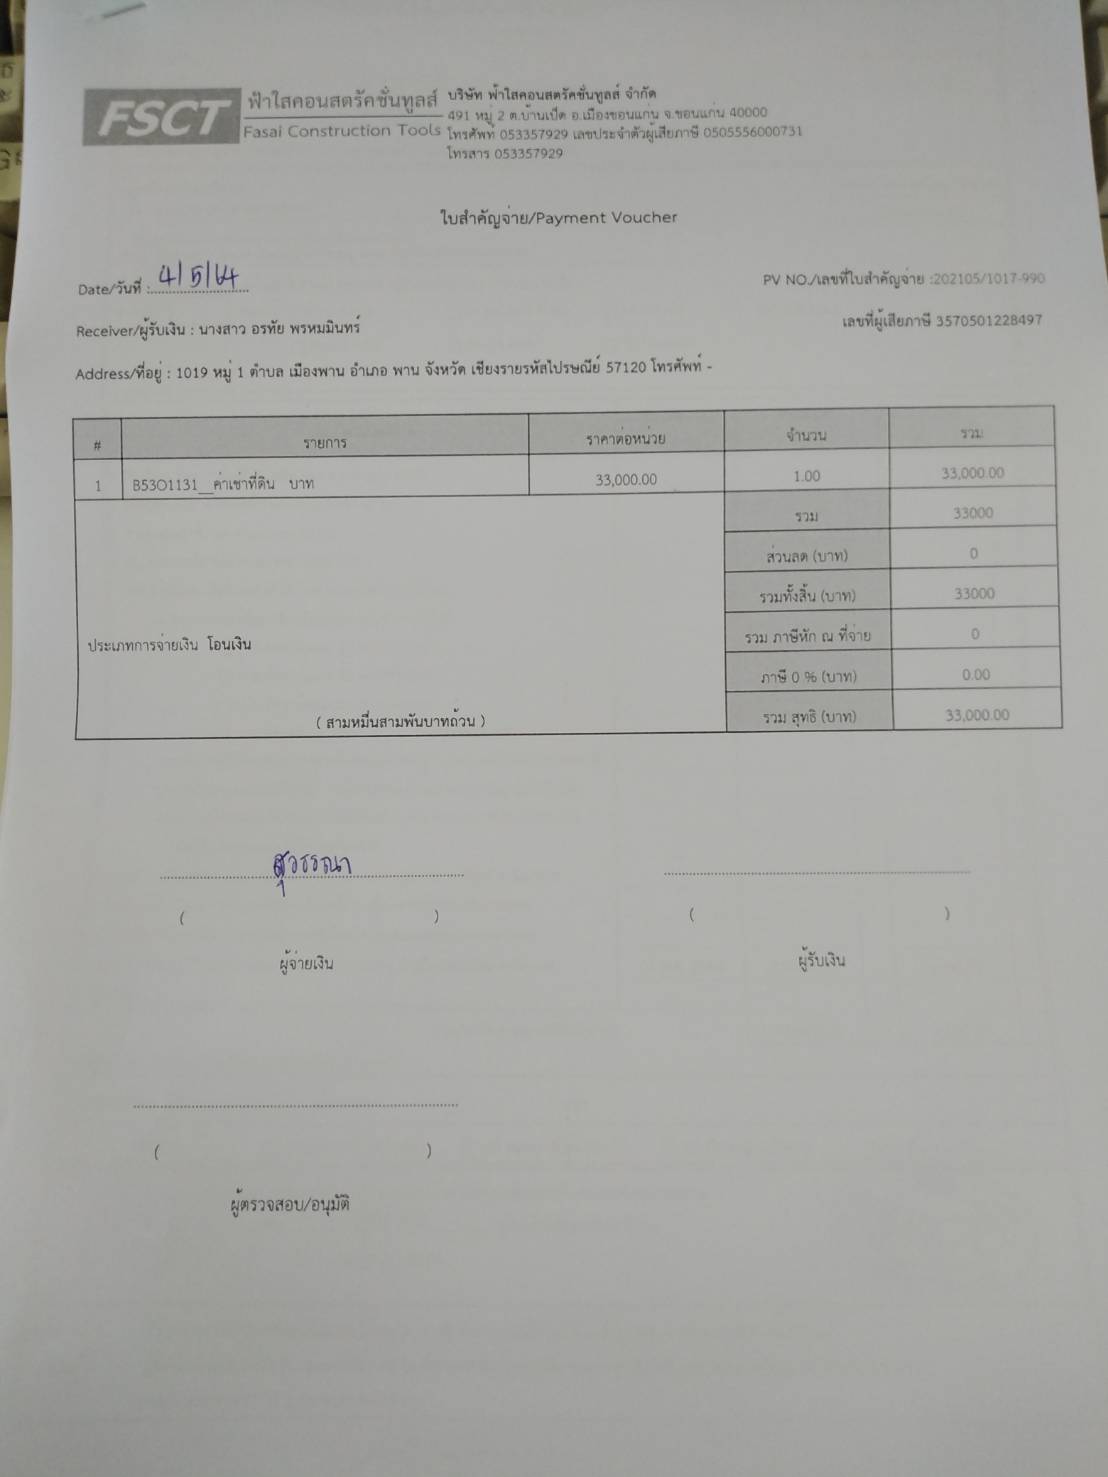 FSCT
ฟ้าใสคอนสตรัคชั่นทูลส์
Fasai Construction Tools
บริษัท ฟ้าใสคอนสตรัคชั่นทูลส์ จำกัด
491 หมู่ 2 ต.บ้านเป็ด อ.เมืองขอนแก่น จ.ขอนแก่น 40000
โทรศัพท์ 053357929 เลขประจำตัวผู้เสียภาษี 0505556000731
โทรสาร 053357929
ใบสำคัญจ่าย/Payment Voucher
Date/วันที่ : 4/5/64
PV NO./เลขที่ใบสำคัญจ่าย :202105/1017-990
Receiver/ผู้รับเงิน : นางสาว อรทัย พรหมมินทร์
เลขที่ผู้เสียภาษี 3570501228497
Address/ที่อยู่ : 1019 หมู่ 1 ตำบล เมืองพาน อำเภอ พาน จังหวัด เชียงรายรหัสไปรษณีย์ 57120 โทรศัพท์ -
# รายการ ราคาต่อหน่วย จำนวน รวม
1 B53O1131__ค่าเช่าที่ดิน บาท 33,000.00 1.00 33,000.00
รวม 33000
ส่วนลด (บาท) 0
รวมทั้งสิ้น (บาท) 33000
รวม ภาษีหัก ณ ที่จ่าย 0
ประเภทการจ่ายเงิน โอนเงิน
ภาษี 0 % (บาท) 0.00
( สามหมื่นสามพันบาทถ้วน ) รวม สุทธิ (บาท) 33,000.00
สุวรรณา
( ) ( )
ผู้จ่ายเงิน ผู้รับเงิน
( )
ผู้ตรวจสอบ/อนุมัติ